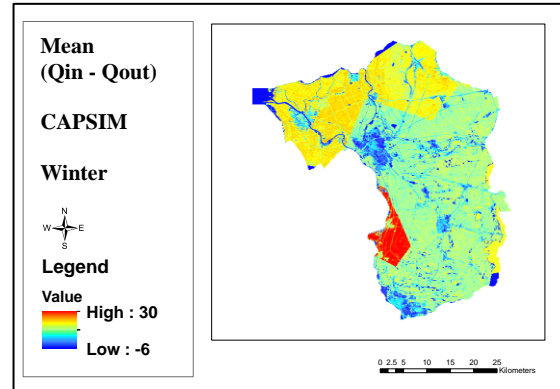 Mean
(Qin - Qout)
CAPSIM
Winter
N
W E
S
Legend
Value
High : 30
Low : -6
0 2.5 5 10 15 20 25
Kilometers